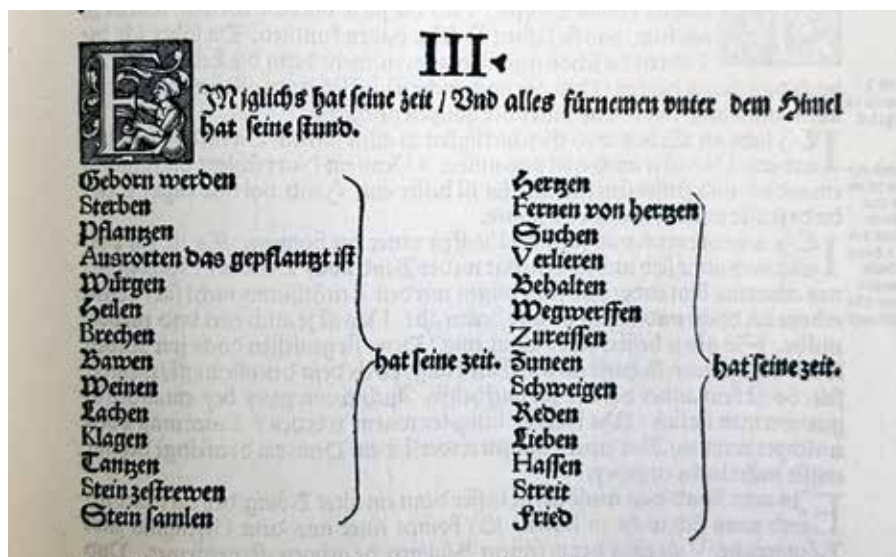 III.
EJniglichs hat seine zeit / Vnd alles fürnemen vnter dem Himel
hat seine stund.
Geborn werden
Sterben
Pflantzen
Ausrotten das gepflantzt ist
Würgen
Heilen
Brechen
Bawen
Weinen
Lachen
Klagen
Tantzen
Stein zestrewen
Stein samlen
hat seine zeit.
Hertzen
Fernen von hertzen
Suchen
Verlieren
Behalten
Wegwerffen
Zureissen
Zuneen
Schweigen
Reden
Lieben
Hassen
Streit
Fried
hat seine zeit.